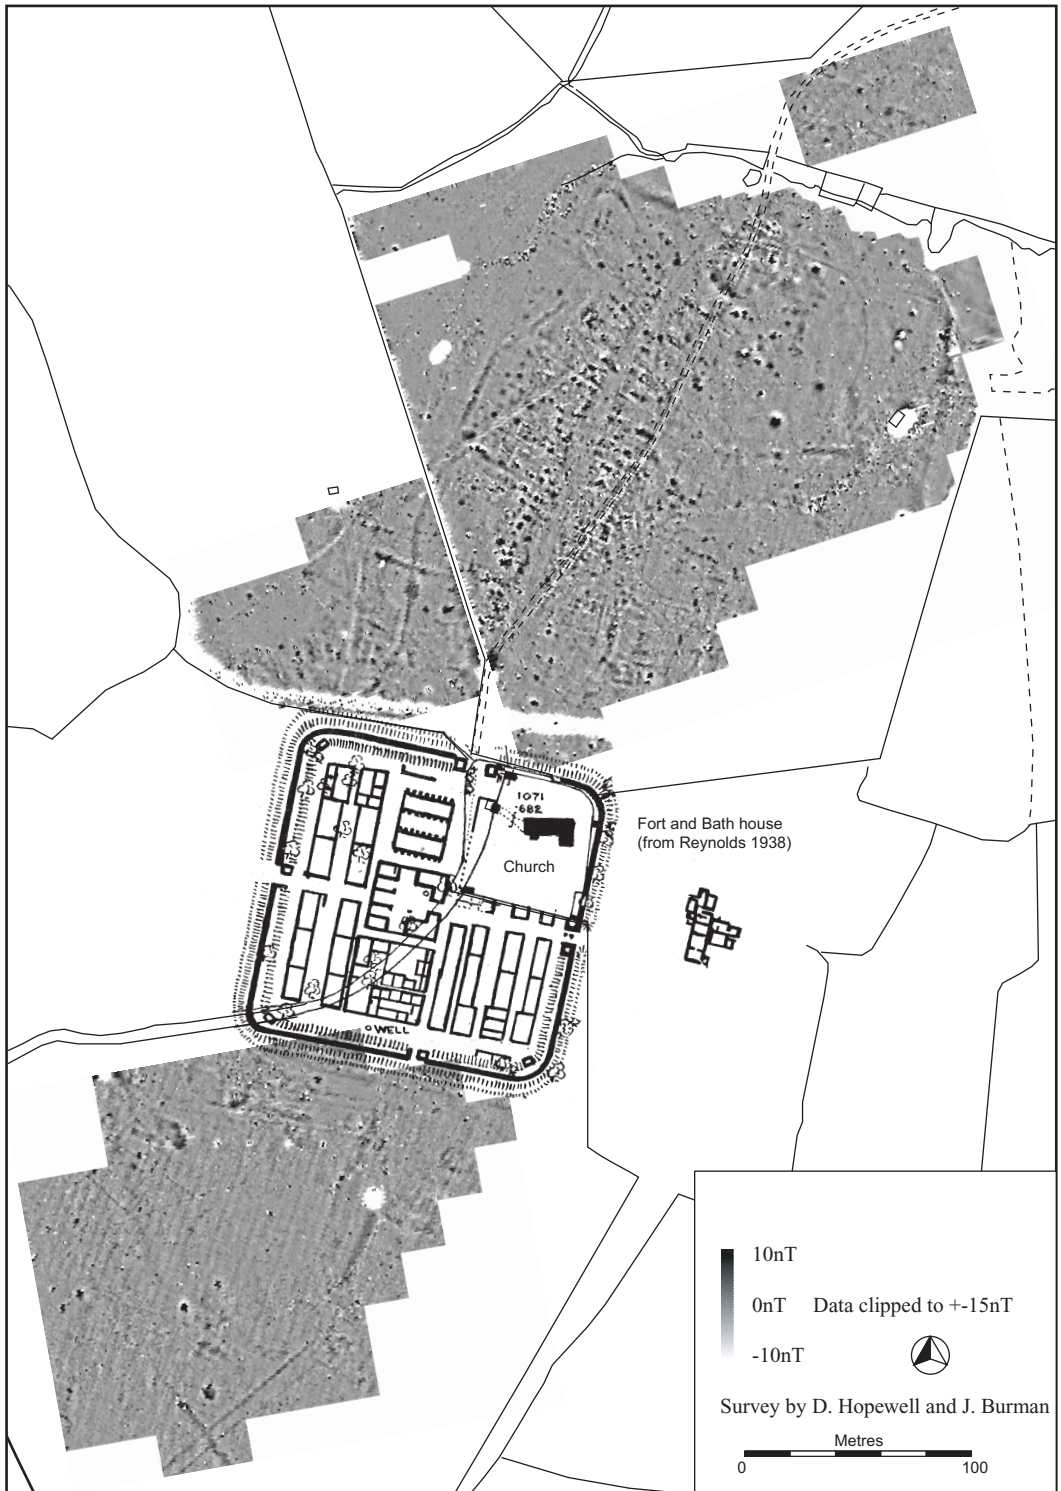 1071
·682
Church
Fort and Bath house
(from Reynolds 1938)
WELL
10nT
0nT Data clipped to +-15nT
-10nT
Survey by D. Hopewell and J. Burman
Metres
0 100